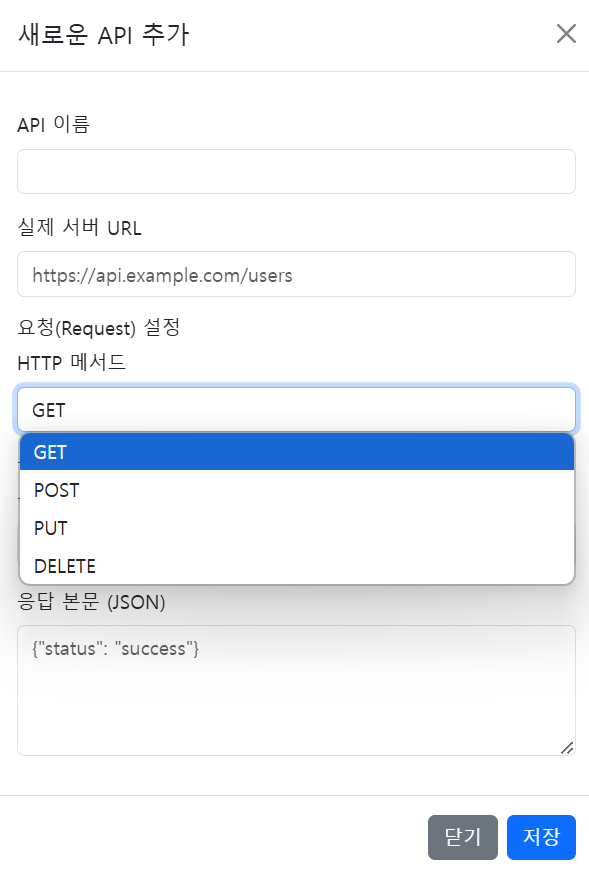 새로운 API 추가
API 이름
실제 서버 URL
https://api.example.com/users
요청(Request) 설정
HTTP 메서드
GET
GET
POST
PUT
DELETE
응답 본문 (JSON)
{"status": "success"}
닫기
저장